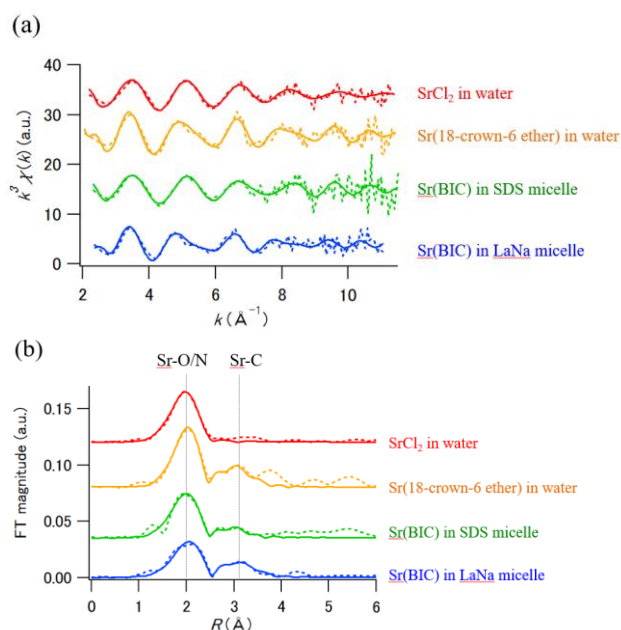 (a)
40
30
20
10
0
k³ χ(k) (a.u.)
2 4 6 8 10
k (Å⁻¹)
SrCl₂ in water
Sr(18-crown-6 ether) in water
Sr(BIC) in SDS micelle
Sr(BIC) in LaNa micelle
(b)
Sr-O/N Sr-C
0.15
0.10
0.05
0.00
FT magnitude (a.u.)
0 1 2 3 4 5 6
R(Å)
SrCl₂ in water
Sr(18-crown-6 ether) in water
Sr(BIC) in SDS micelle
Sr(BIC) in LaNa micelle